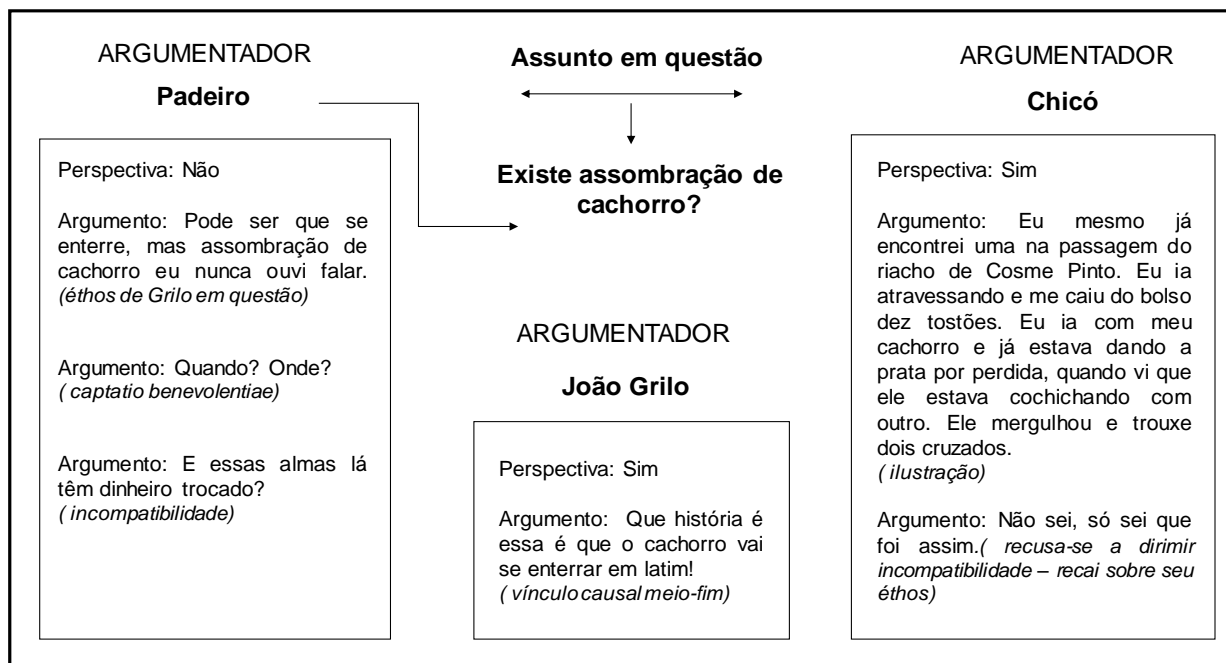 ARGUMENTADOR
Padeiro
Perspectiva: Não
Argumento: Pode ser que se
enterre, mas assombração de
cachorro eu nunca ouvi falar.
(éthos de Grilo em questão)
Argumento: Quando? Onde?
( captatio benevolentiae)
Argumento: E essas almas lá
têm dinheiro trocado?
( incompatibilidade)
Assunto em questão
Existe assombração de
cachorro?
ARGUMENTADOR
João Grilo
Perspectiva: Sim
Argumento: Que história é
essa é que o cachorro vai
se enterrar em latim!
( vínculo causal meio-fim)
ARGUMENTADOR
Chicó
Perspectiva: Sim
Argumento: Eu mesmo já
encontrei uma na passagem do
riacho de Cosme Pinto. Eu ia
atravessando e me caiu do bolso
dez tostões. Eu ia com meu
cachorro e já estava dando a
prata por perdida, quando vi que
ele estava cochichando com
outro. Ele mergulhou e trouxe
dois cruzados.
( ilustração)
Argumento: Não sei, só sei que
foi assim.( recusa-se a dirimir
incompatibilidade – recai sobre seu
éthos)